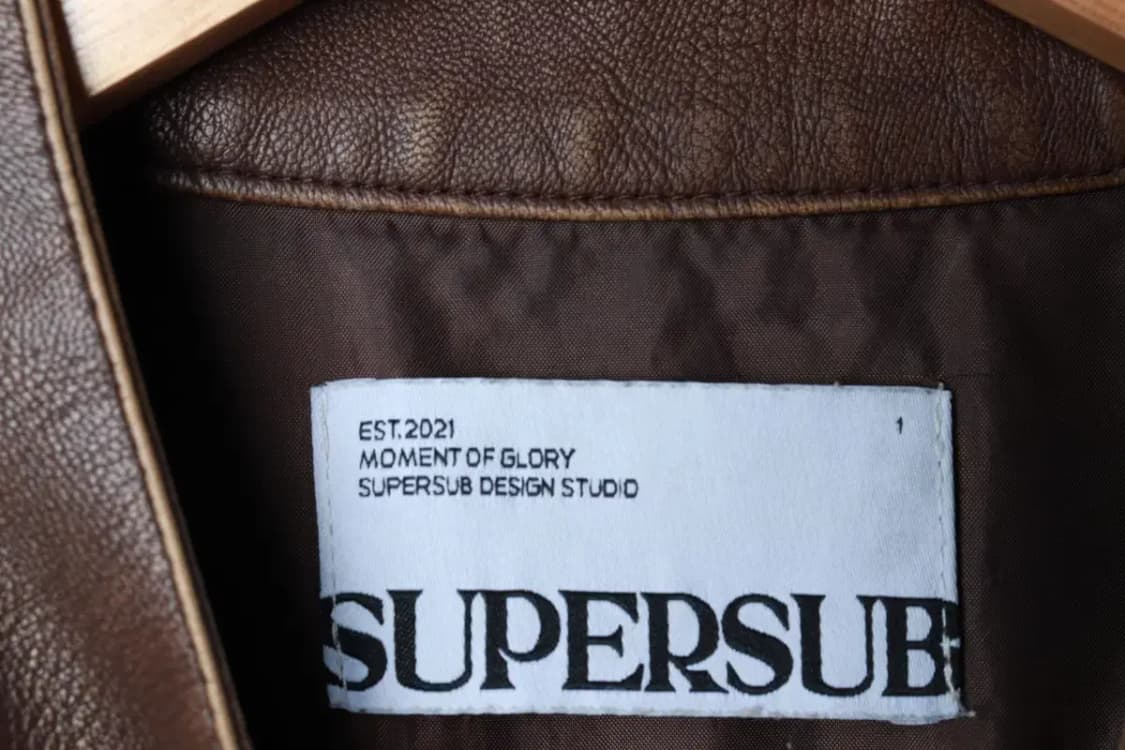 EST.2021
1
MOMENT OF GLORY
SUPERSUB DESIGN STUDIO
SUPERSUB